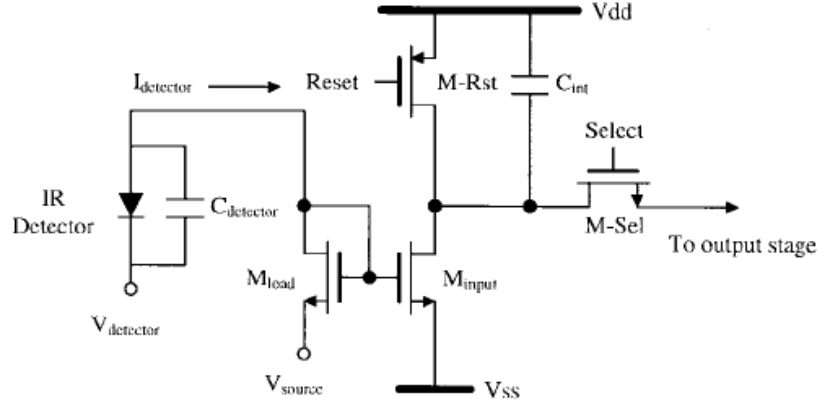 Vdd
Reset
M-Rst
Cint
Idetector
Select
IR
Detector
Cdetector
M-Sel
To output stage
Mload
Minput
Vdetector
Vsource
Vss